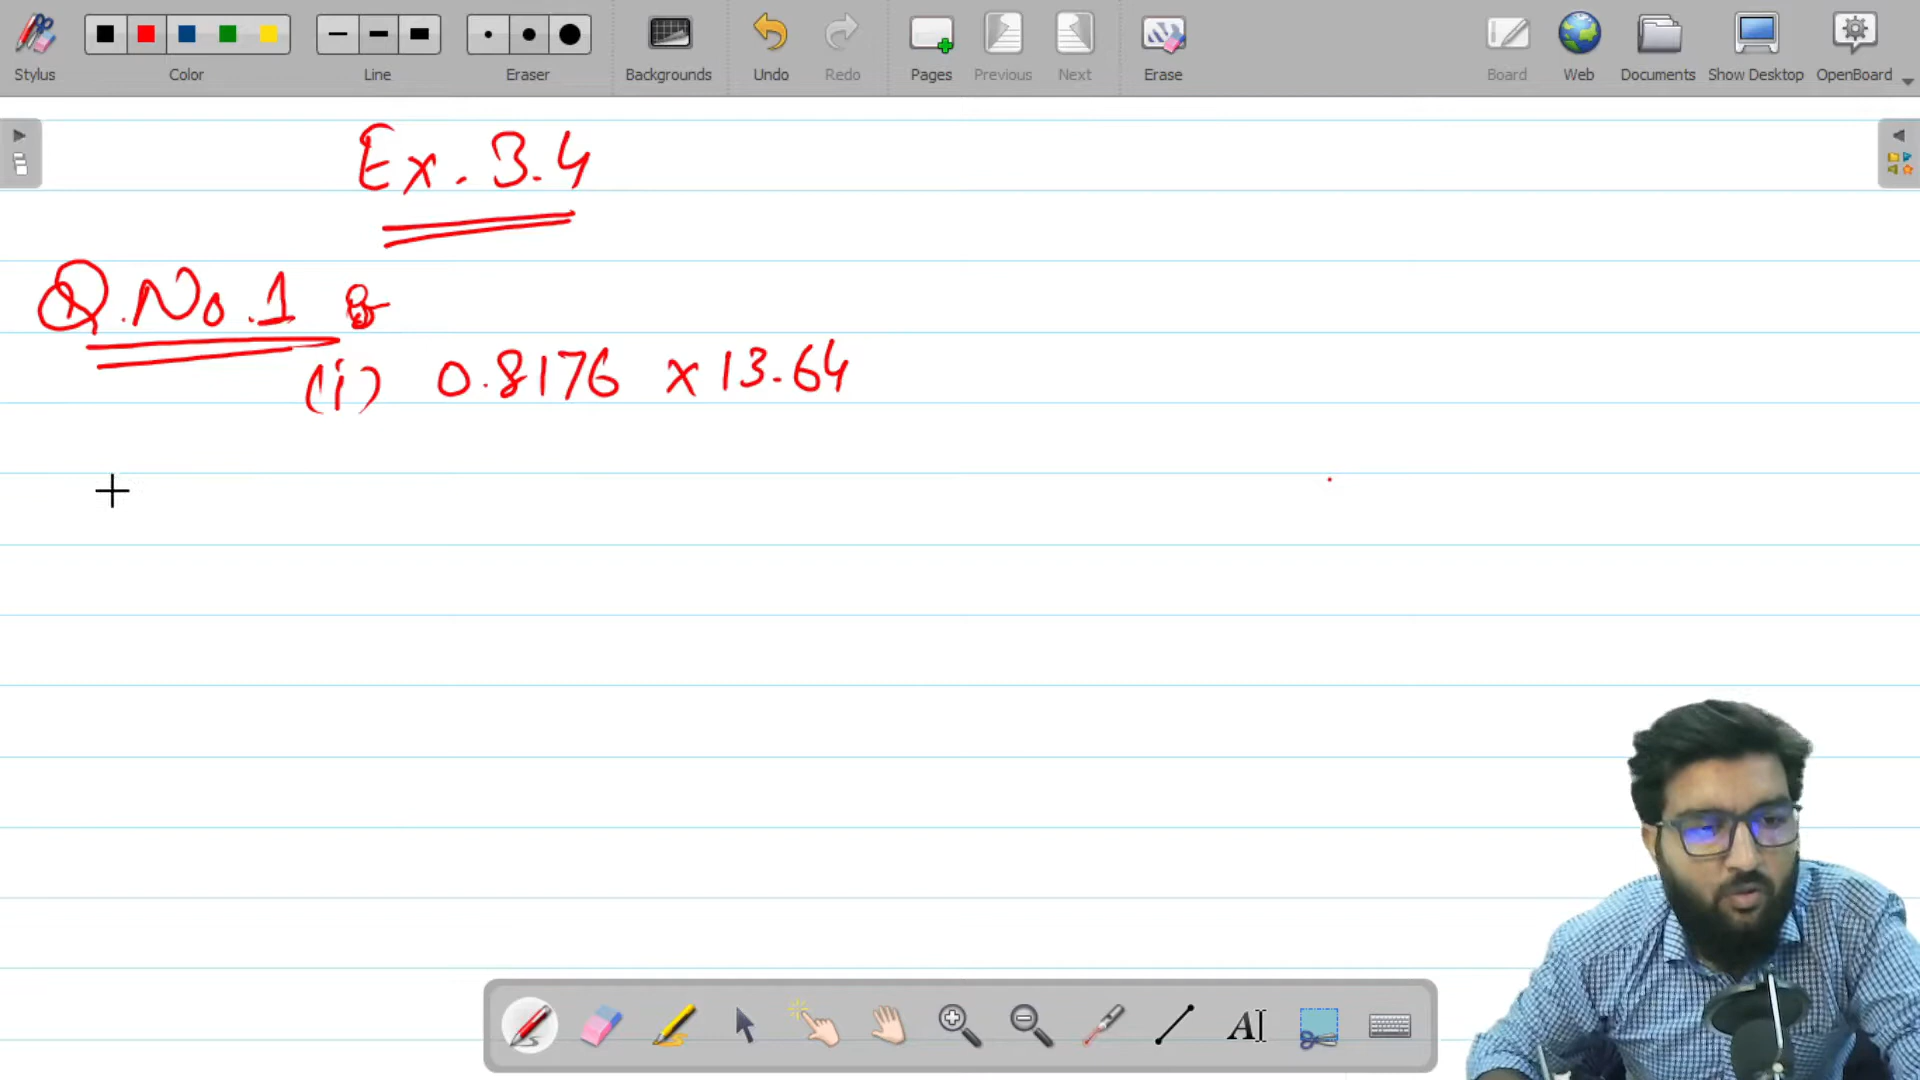 Stylus
Color
Line
Eraser
Backgrounds
Undo
Redo
Pages
Previous
Next
Erase
Board
Web
Documents
Show Desktop
OpenBoard
Ex. 3.4
Q.No.1
(i) 0.8176 x 13.64